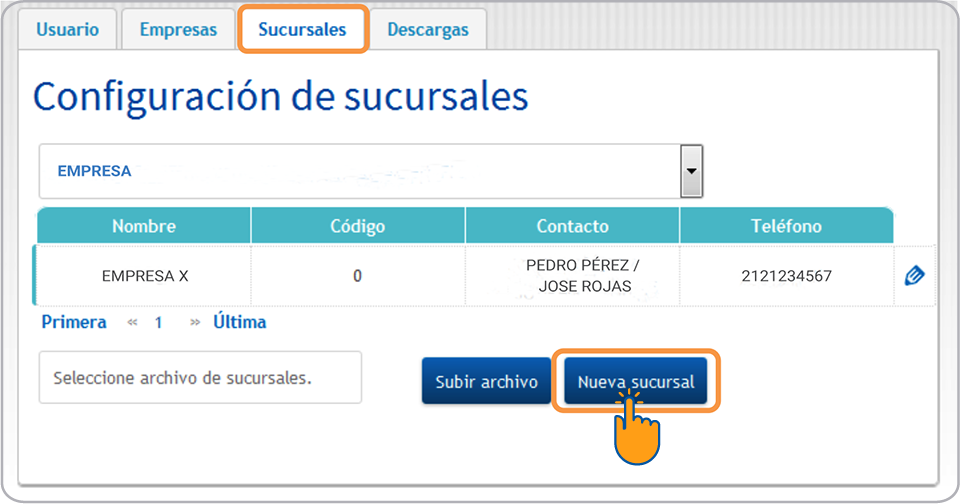 Usuario Empresas Sucursales Descargas
Configuración de sucursales
EMPRESA
Nombre Código Contacto Teléfono
EMPRESA X 0 PEDRO PÉREZ / 2121234567
JOSE ROJAS
Primera « 1 » Última
Seleccione archivo de sucursales. Subir archivo Nueva sucursal